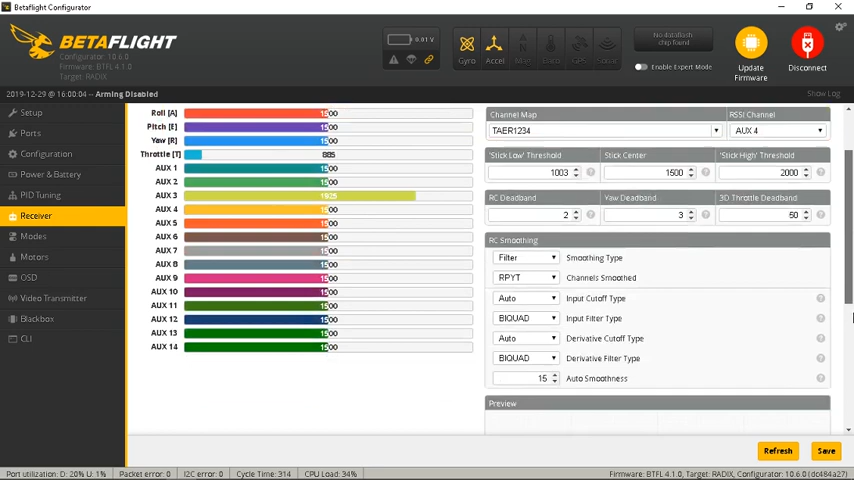 Betaflight Configurator
BETAFLIGHT
Configurator: 10.6.0
Firmware: BTFL 4.1.0
Target: RADIX
0.01 V
Gyro
Accel
Mag
Baro
GPS
Sonar
No dataflash
chip found
Enable Expert Mode
Update
Firmware
Disconnect
2019-12-29 @ 16:00:04 -- Arming Disabled
Show Log
Setup
Ports
Configuration
Power & Battery
PID Tuning
Receiver
Modes
Motors
OSD
Video Transmitter
Blackbox
CLI
Roll [A] 1500
Pitch [E] 1500
Yaw [R] 1500
Throttle [T] 885
AUX 1 1500
AUX 2 1500
AUX 3 1925
AUX 4 1500
AUX 5 1500
AUX 6 1500
AUX 7 1500
AUX 8 1500
AUX 9 1500
AUX 10 1500
AUX 11 1500
AUX 12 1500
AUX 13 1500
AUX 14 1500
Channel Map
RSSI Channel
TAER1234
AUX 4
'Stick Low' Threshold
Stick Center
'Stick High' Threshold
1003
1500
2000
RC Deadband
Yaw Deadband
3D Throttle Deadband
2
3
50
RC Smoothing
Filter Smoothing Type
RPYT Channels Smoothed
Auto Input Cutoff Type
BIQUAD Input Filter Type
Auto Derivative Cutoff Type
BIQUAD Derivative Filter Type
15 Auto Smoothness
Preview
Refresh
Save
Port utilization: D: 20% U: 1%
Packet error: 0
I2C error: 0
Cycle Time: 314
CPU Load: 34%
Firmware: BTFL 4.1.0, Target: RADIX, Configurator: 10.6.0 (dc484a27)